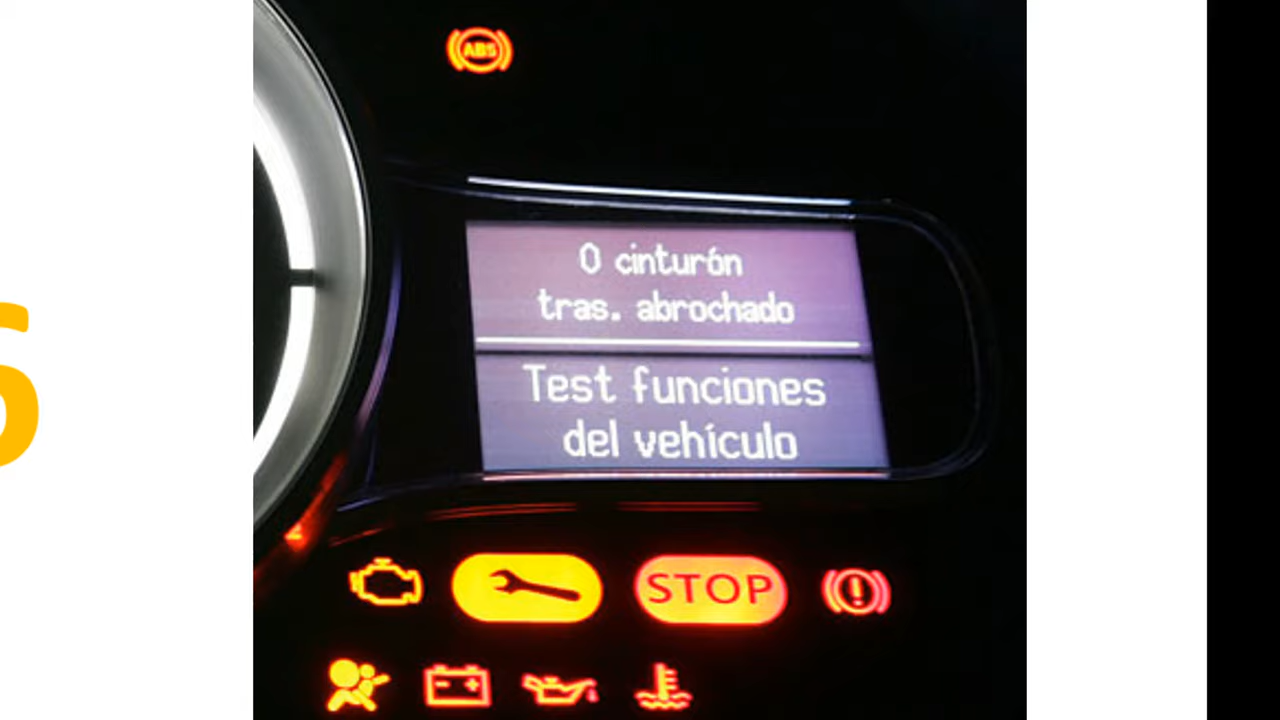 ABS
0 cinturón
tras. abrochado
Test funciones
del vehículo
STOP